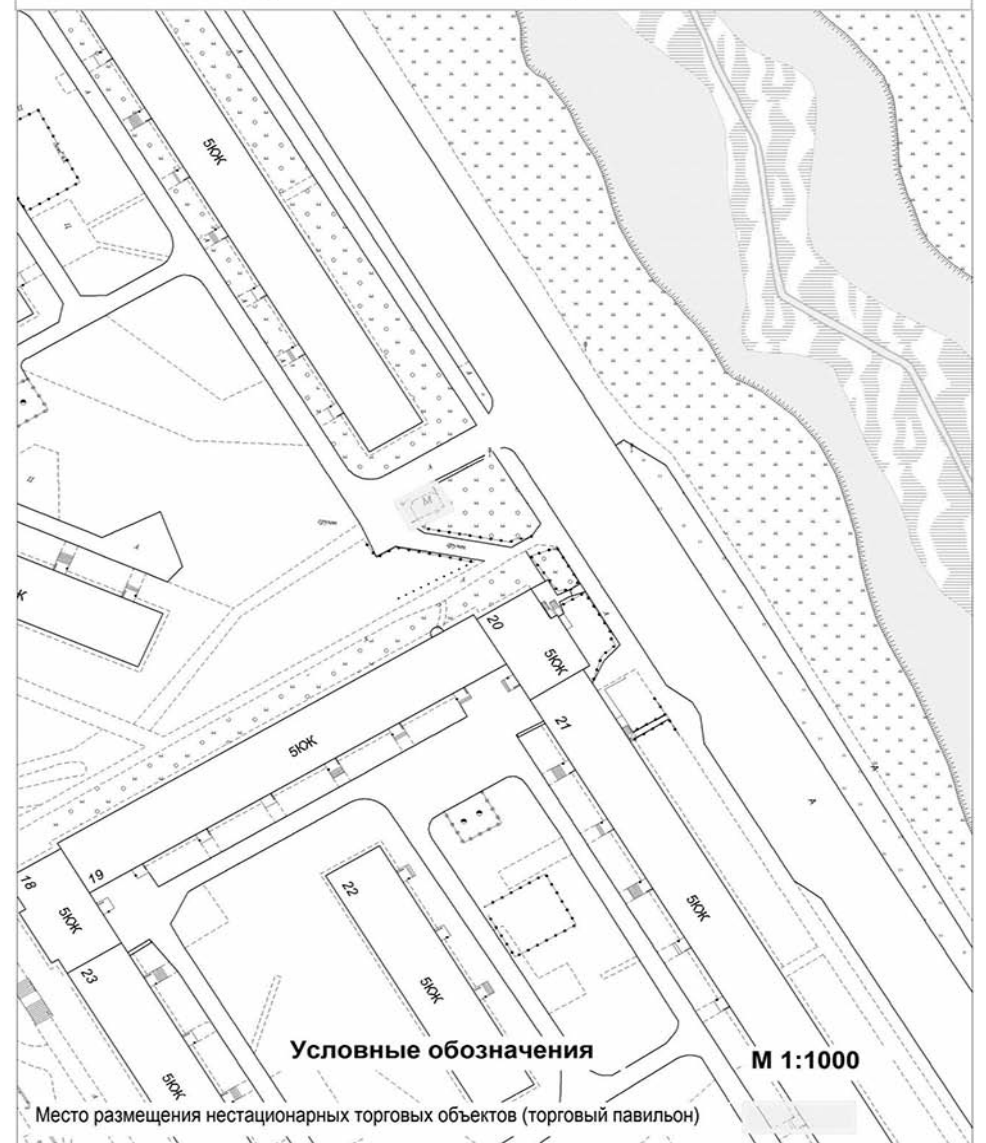 5КЖ
М
20
5КЖ
21
5КЖ
18
19
5КЖ
22
А
5КЖ
23
5КЖ
5КЖ
Условные обозначения
М 1:1000
Место размещения нестационарных торговых объектов (торговый павильон)